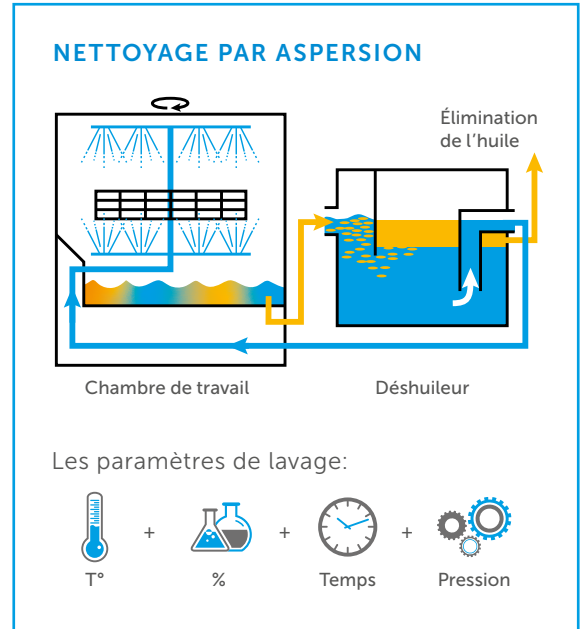 NETTOYAGE PAR ASPERSION
Élimination
de l'huile
Chambre de travail
Déshuileur
Les paramètres de lavage:
+
+
+
T°
%
Temps
Pression